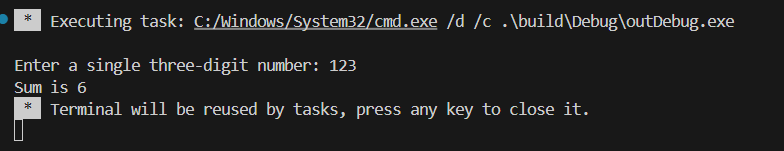 * Executing task: C:/Windows/System32/cmd.exe /d /c .\build\Debug\outDebug.exe
Enter a single three-digit number: 123
Sum is 6
* Terminal will be reused by tasks, press any key to close it.